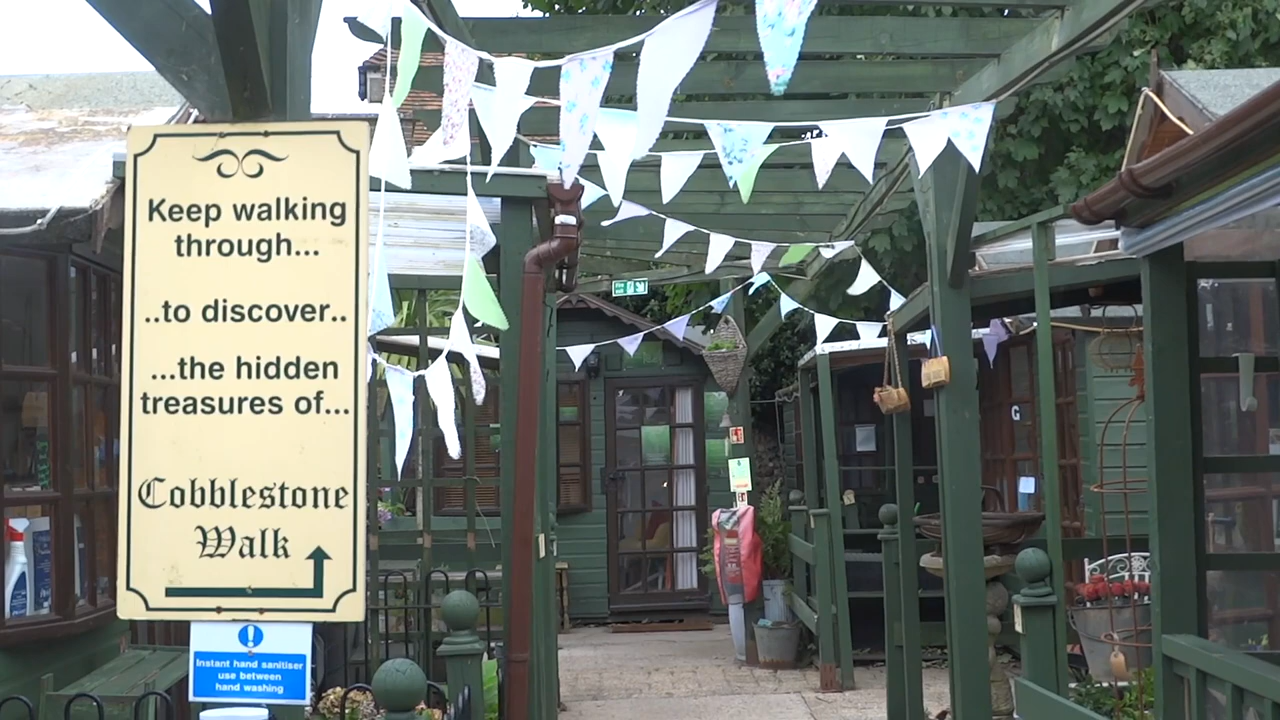 Keep walking
through...
..to discover..
...the hidden
treasures of...
Cobblestone
Walk
Instant hand sanitiser
use between
hand washing
G